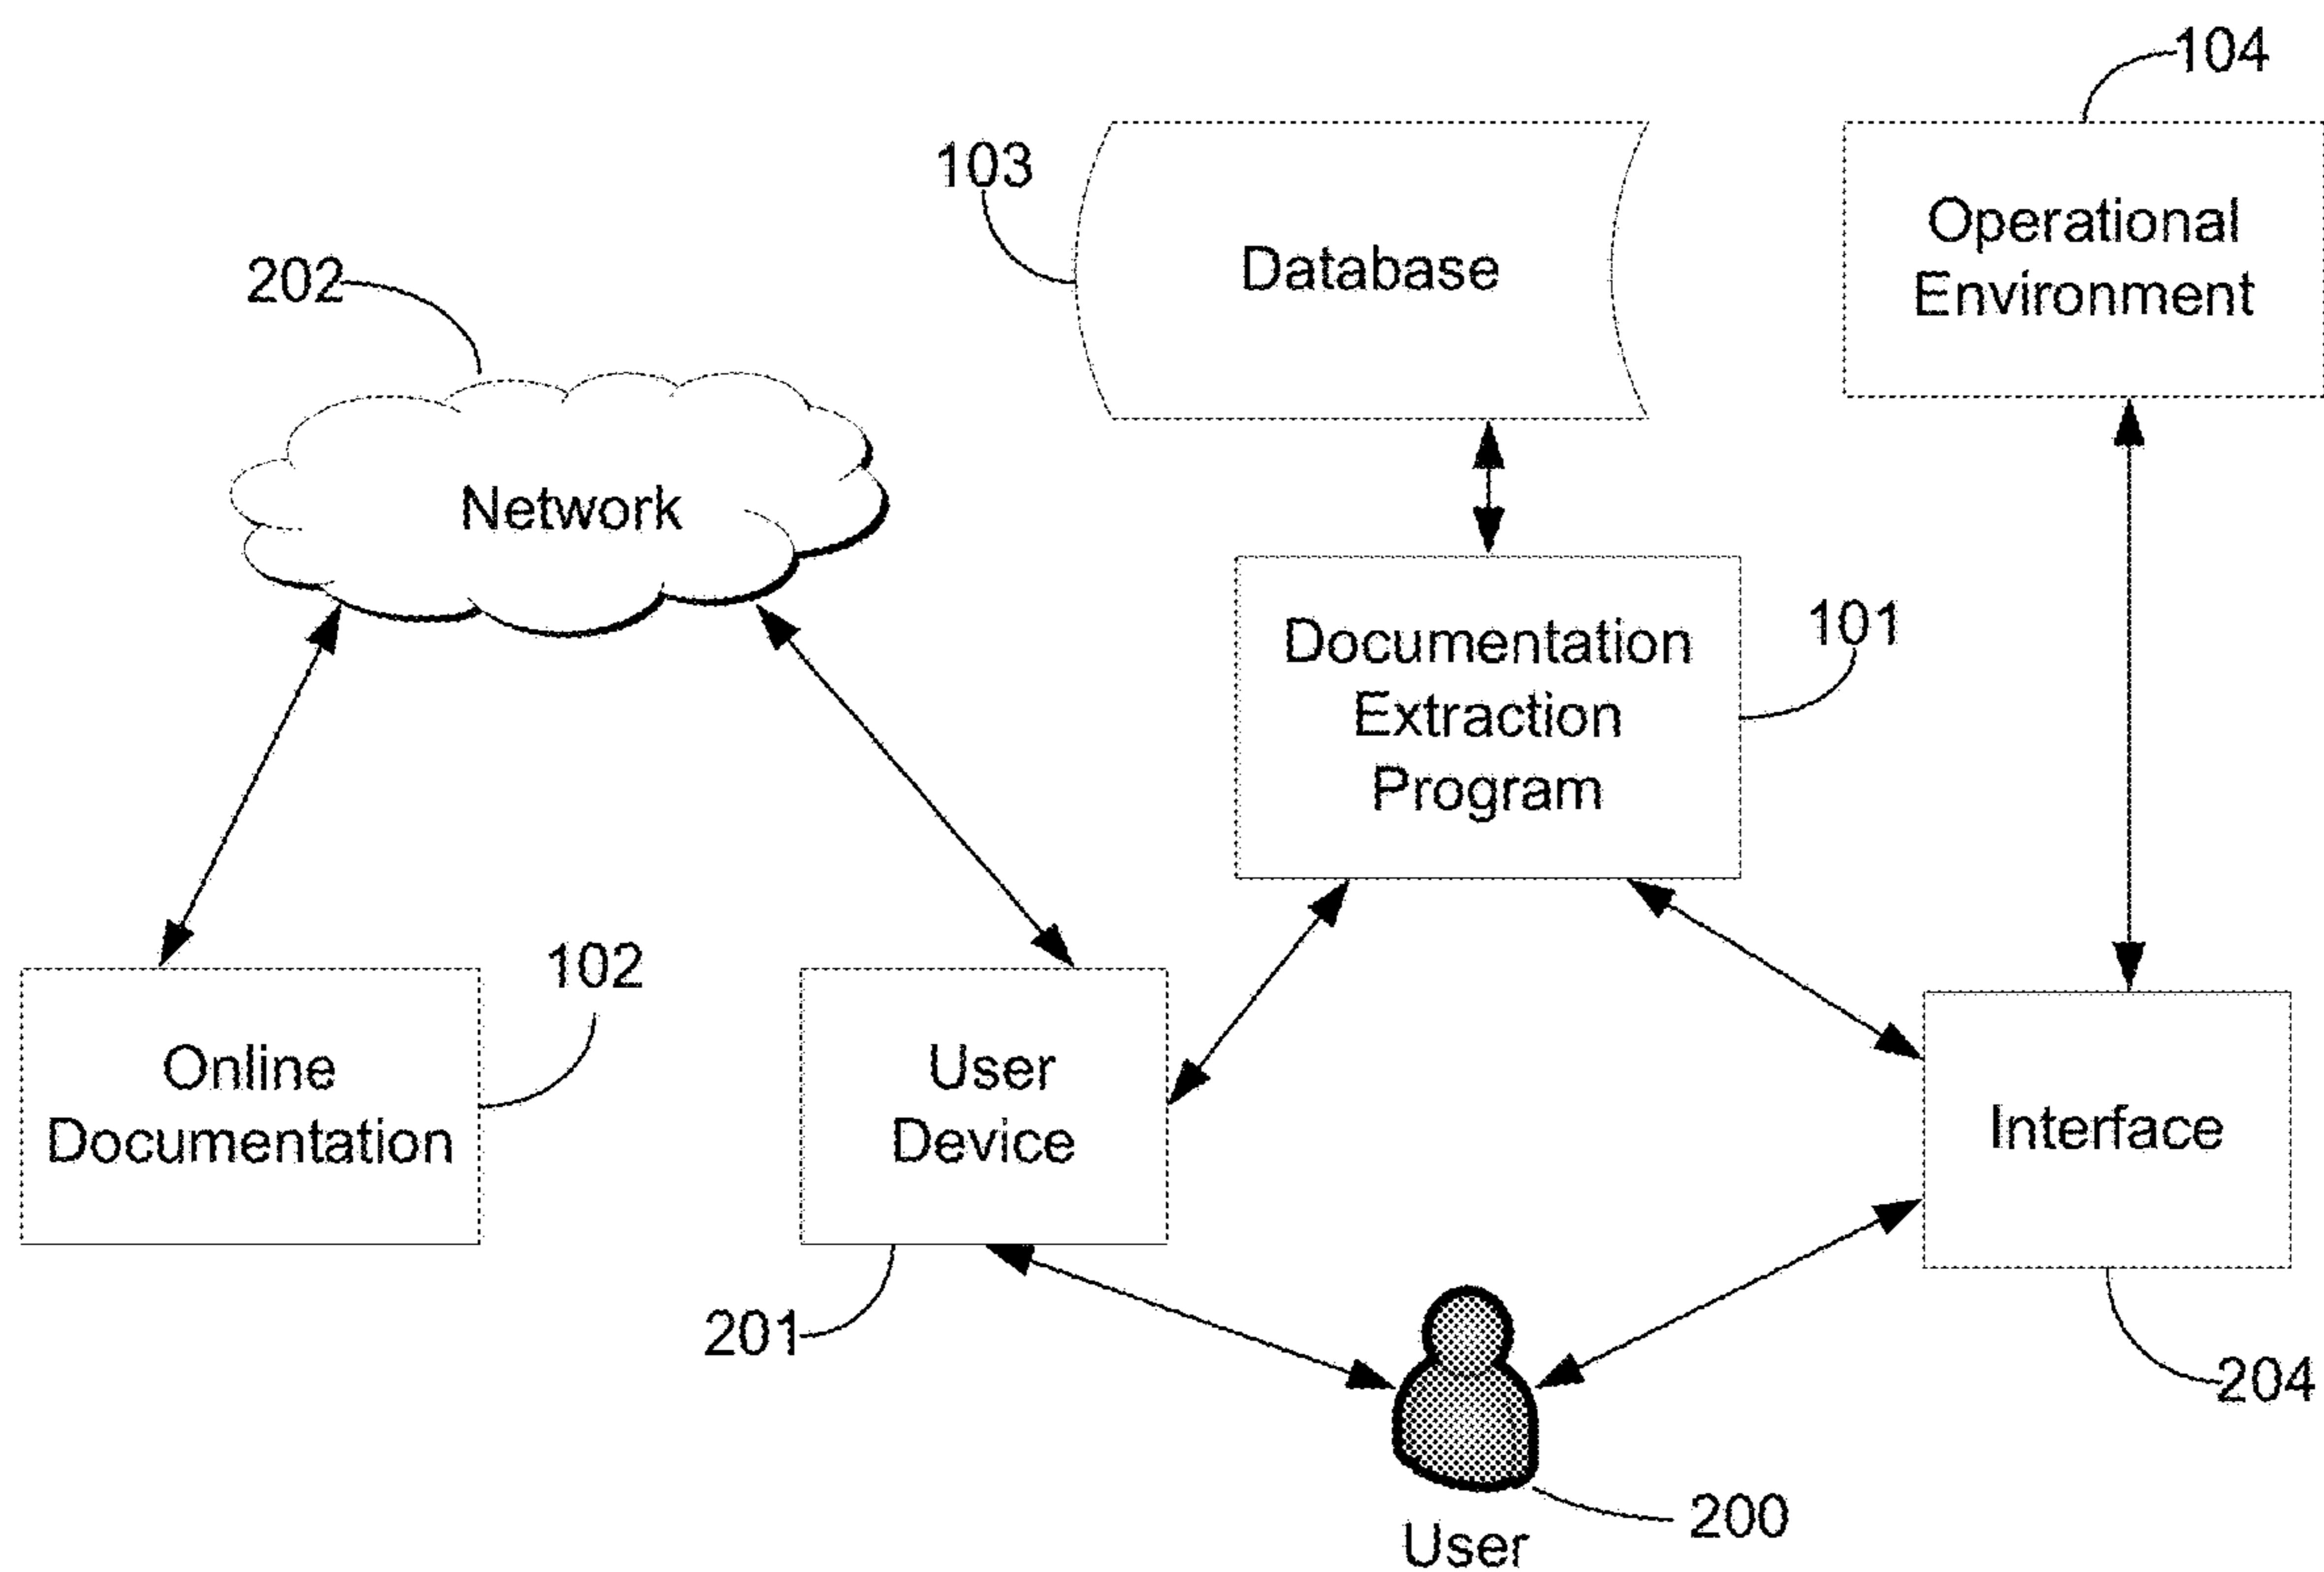 104
103
Operational
Environment
Database
202
Network
101
Documentation
Extraction
Program
102
Online
Documentation
User
Device
Interface
201
204
200
User